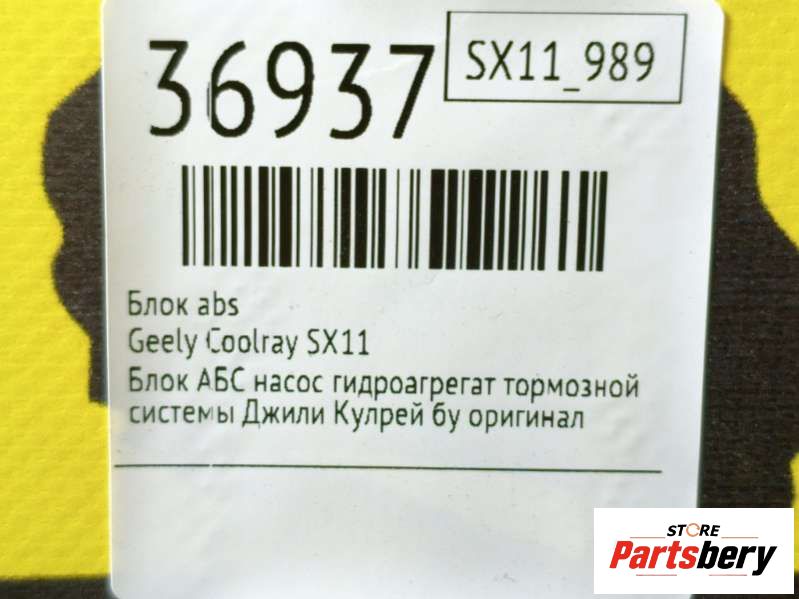 36937
SX11_989
Блок abs
Geely Coolray SX11
Блок АБС насос гидроагрегат тормозной
системы Джили Кулрей бу оригинал
STORE
Partsbery